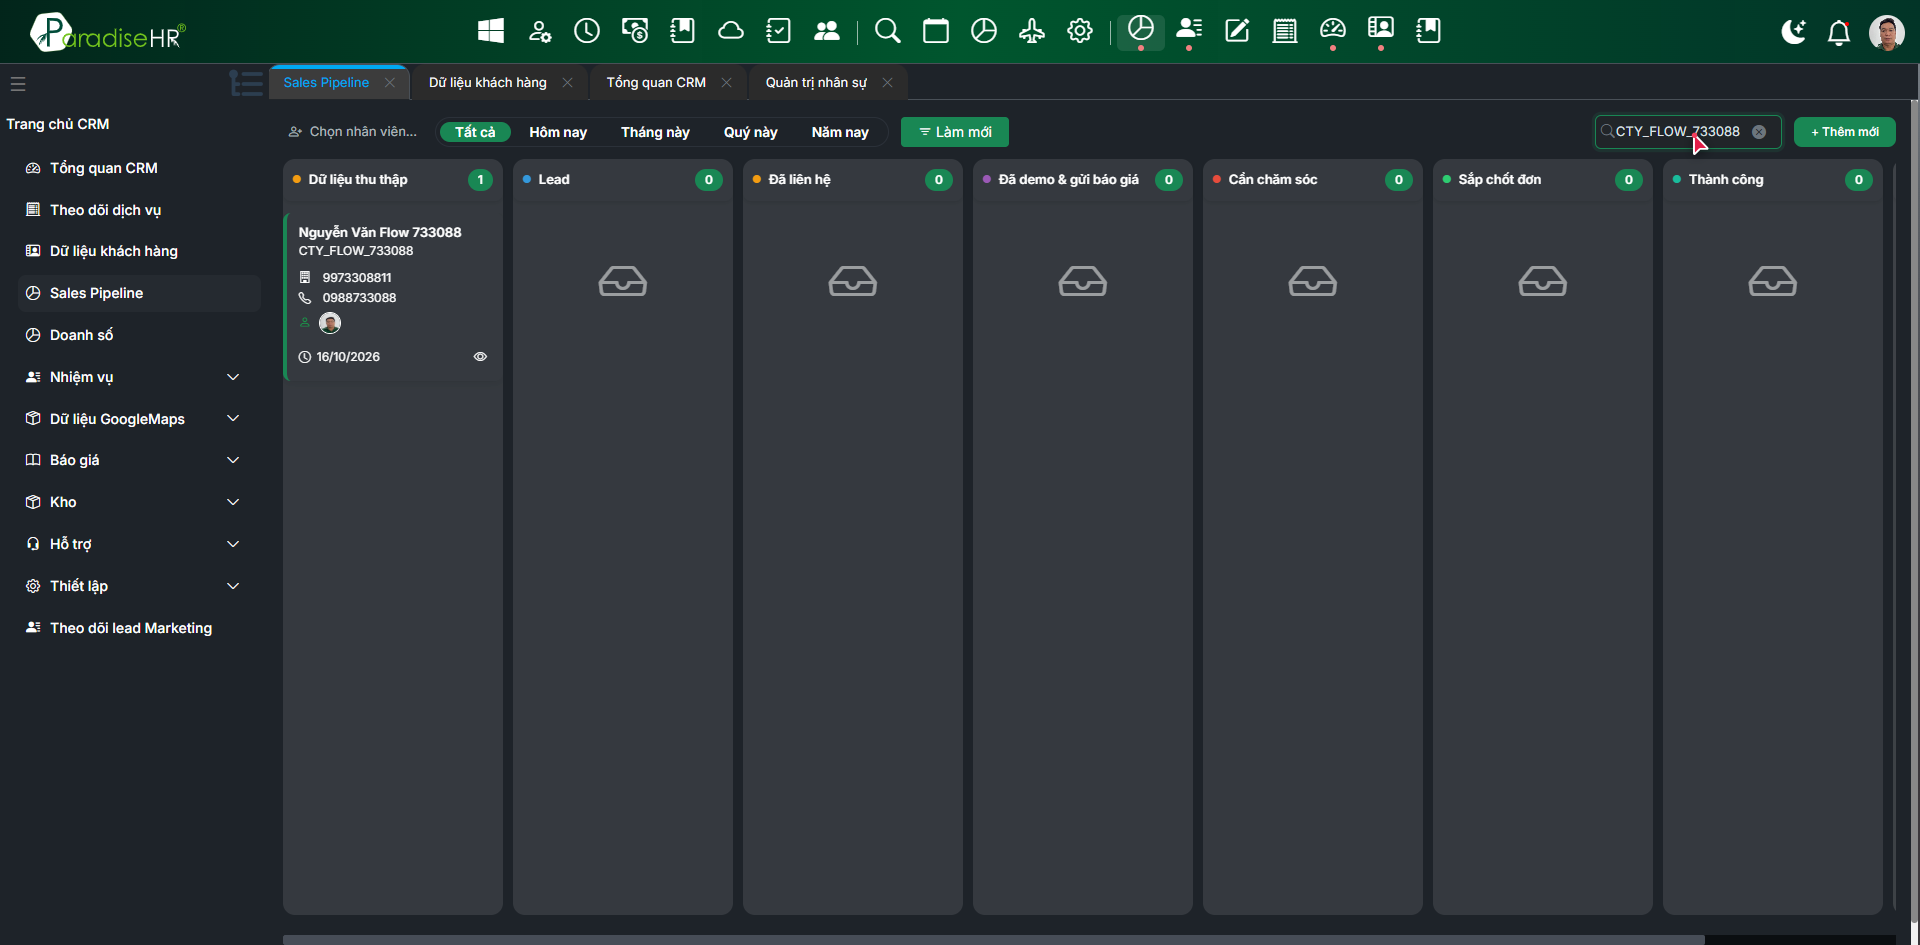 ParadiseHR®
Sales Pipeline
Dữ liệu khách hàng
Tổng quan CRM
Quản trị nhân sự
Trang chủ CRM
Tổng quan CRM
Theo dõi dịch vụ
Dữ liệu khách hàng
Sales Pipeline
Doanh số
Nhiệm vụ
Dữ liệu GoogleMaps
Báo giá
Kho
Hỗ trợ
Thiết lập
Theo dõi lead Marketing
Chọn nhân viên...
Tất cả
Hôm nay
Tháng này
Quý này
Năm nay
Làm mới
CTY_FLOW_733088
+ Thêm mới
Dữ liệu thu thập 1
Lead 0
Đã liên hệ 0
Đã demo & gửi báo giá 0
Cần chăm sóc 0
Sắp chốt đơn 0
Thành công 0
Nguyễn Văn Flow 733088
CTY_FLOW_733088
9973308811
0988733088
16/10/2026